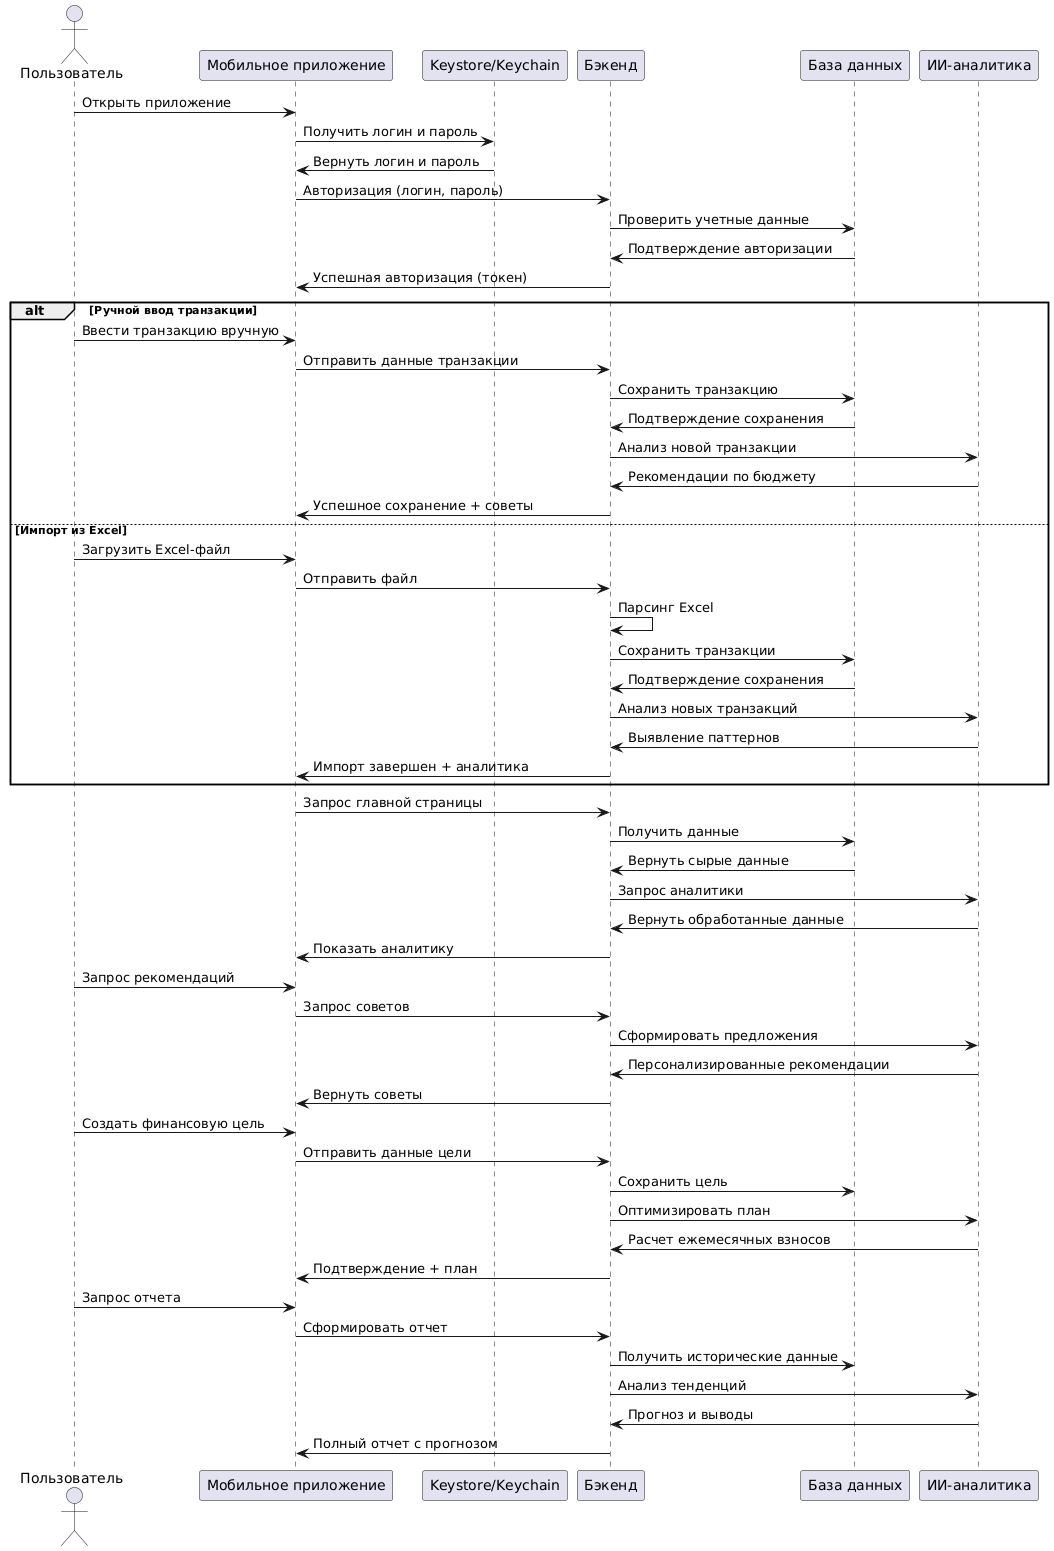 Пользователь
Мобильное приложение
Keystore/Keychain
Бэкенд
База данных
ИИ-аналитика
Открыть приложение
Получить логин и пароль
Вернуть логин и пароль
Авторизация (логин, пароль)
Проверить учетные данные
Подтверждение авторизации
Успешная авторизация (токен)
alt
[Ручной ввод транзакции]
Ввести транзакцию вручную
Отправить данные транзакции
Сохранить транзакцию
Подтверждение сохранения
Анализ новой транзакции
Рекомендации по бюджету
Успешное сохранение + советы
[Импорт из Excel]
Загрузить Excel-файл
Отправить файл
Парсинг Excel
Сохранить транзакции
Подтверждение сохранения
Анализ новых транзакций
Выявление паттернов
Импорт завершен + аналитика
Запрос главной страницы
Получить данные
Вернуть сырые данные
Запрос аналитики
Вернуть обработанные данные
Показать аналитику
Запрос рекомендаций
Запрос советов
Сформировать предложения
Персонализированные рекомендации
Вернуть советы
Создать финансовую цель
Отправить данные цели
Сохранить цель
Оптимизировать план
Расчет ежемесячных взносов
Подтверждение + план
Запрос отчета
Сформировать отчет
Получить исторические данные
Анализ тенденций
Прогноз и выводы
Полный отчет с прогнозом
Пользователь
Мобильное приложение
Keystore/Keychain
Бэкенд
База данных
ИИ-аналитика